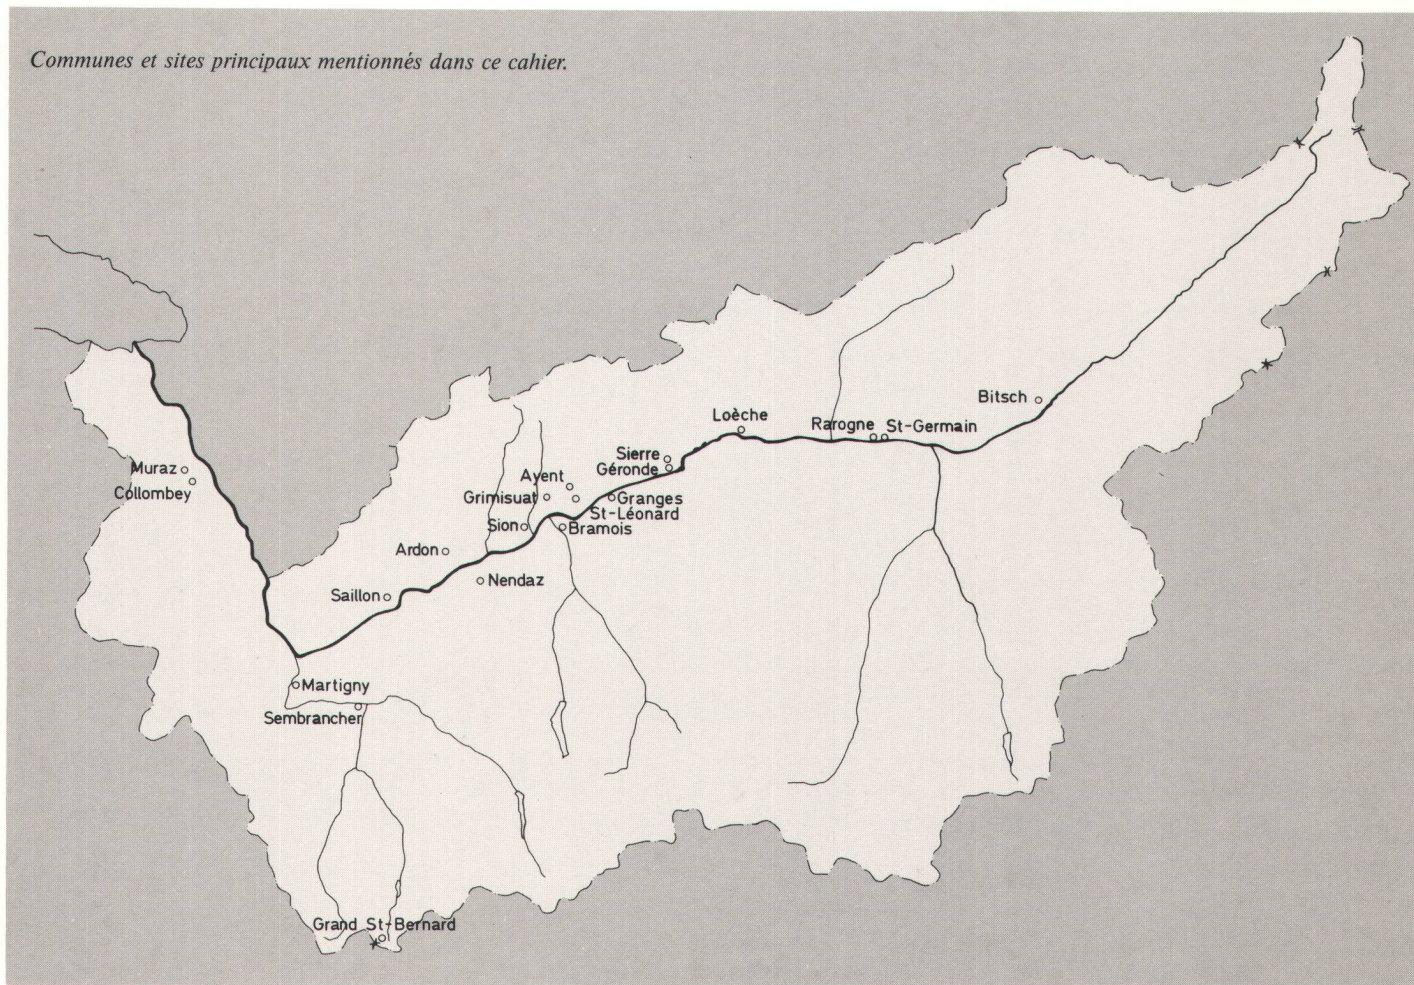 Communes et sites principaux mentionnés dans ce cahier.
Bitsch
Loèche
Rarogne
St-Germain
Sierre
Géronde
Muraz
Collombey
Ayent
Grimisuat
Granges
St-Léonard
Sion
Bramois
Ardon
Nendaz
Saillon
Martigny
Sembrancher
Grand St-Bernard